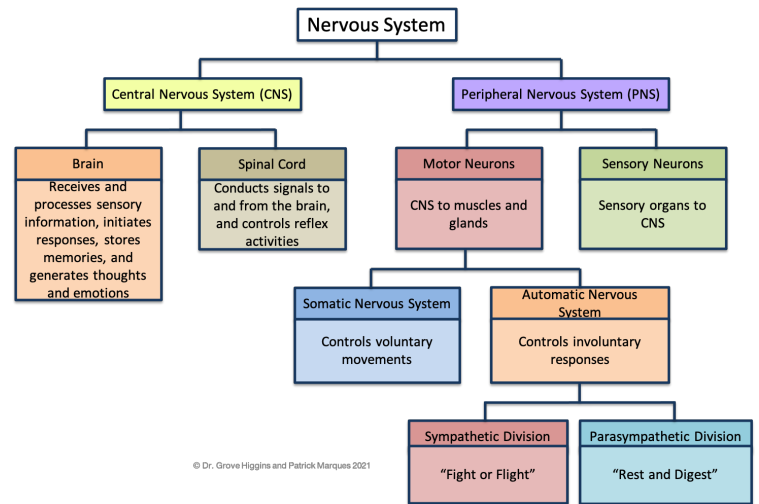 Nervous System
Central Nervous System (CNS)
Peripheral Nervous System (PNS)
Brain
Receives and
processes sensory
information, initiates
responses, stores
memories, and
generates thoughts
and emotions
Spinal Cord
Conducts signals to
and from the brain,
and controls reflex
activities
Motor Neurons
CNS to muscles and
glands
Sensory Neurons
Sensory organs to
CNS
Somatic Nervous System
Controls voluntary
movements
Automatic Nervous
System
Controls involuntary
responses
Sympathetic Division
“Fight or Flight”
Parasympathetic Division
“Rest and Digest”
© Dr. Grove Higgins and Patrick Marques 2021